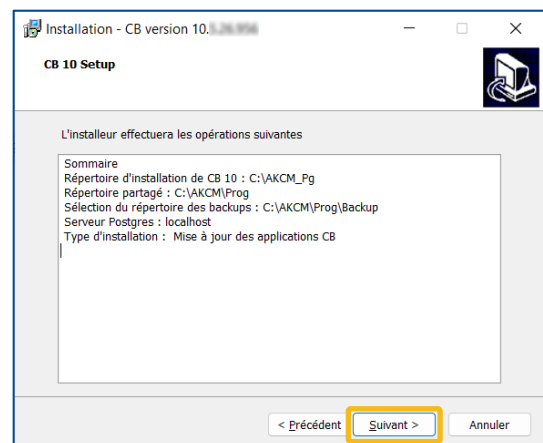 Installation - CB version 10.
CB 10 Setup
L'installeur effectuera les opérations suivantes
Sommaire
Répertoire d'installation de CB 10 : C:\AKCM_Pg
Répertoire partagé : C:\AKCM\Prog
Sélection du répertoire des backups : C:\AKCM\Prog\Backup
Serveur Postgres : localhost
Type d'installation :  Mise à jour des applications CB
< Précédent Suivant > Annuler